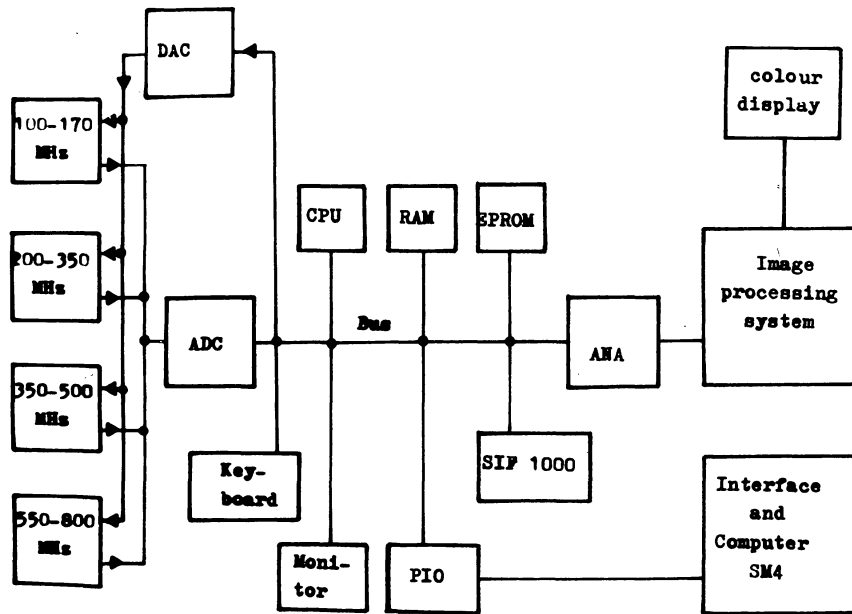 DAC
colour
display
100-170
MHz
CPU
RAM
EPROM
200-350
MHz
Image
processing
system
Bus
ADC
ANA
350-500
MHz
Key-
board
SIF 1000
Interface
and
Computer
SM4
550-800
MHz
Moni-
tor
PIO